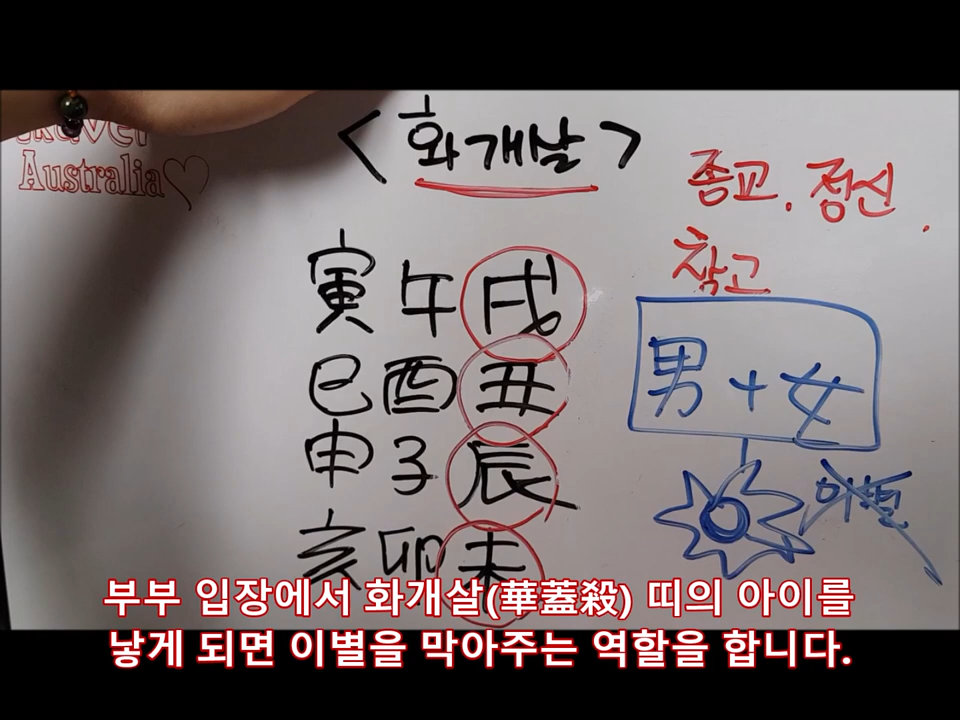 Australia
<화개살>
종교. 정신.
창고
寅午戌
巳酉丑
申子辰
亥卯未
男+女
이별
부부 입장에서 화개살(華蓋殺) 띠의 아이를
낳게 되면 이별을 막아주는 역할을 합니다.